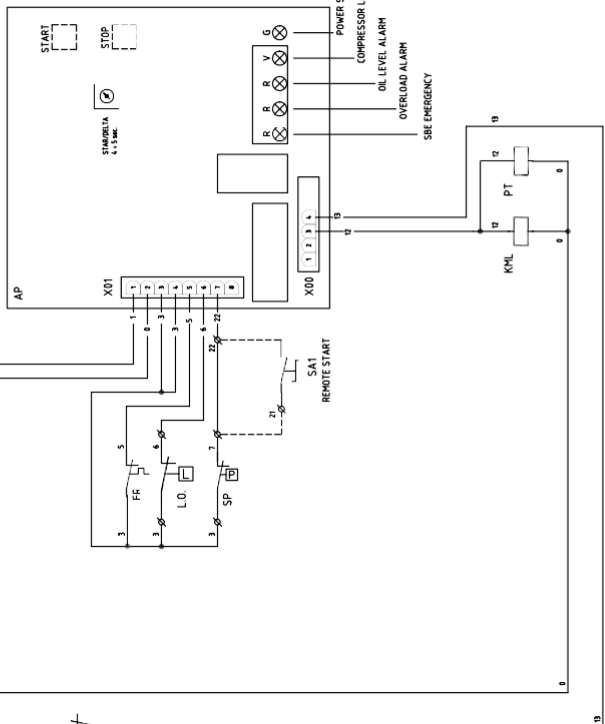 START
STOP
STAR/DELTA
4 ÷ 5 sec.
AP
G
V
R
R
R
POWER S
COMPRESSOR L
OIL LEVEL ALARM
OVERLOAD ALARM
SBE EMERGENCY
X01
1
2
3
4
5
6
7
8
X00
1
2
3
4
13
12
13
12
12
PT
KML
0
0
1
0
3
3
5
6
22
22
SA1
REMOTE START
21
5
6
7
FR
L
L.O.
P
SP
3
3
3
0
13